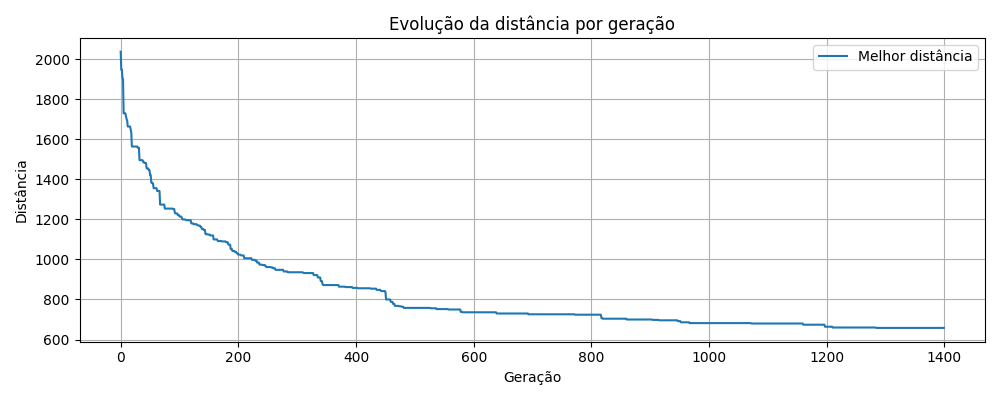 Evolução da distância por geração
Melhor distância
2000
1800
1600
1400
1200
1000
800
600
Distância
0 200 400 600 800 1000 1200 1400
Geração